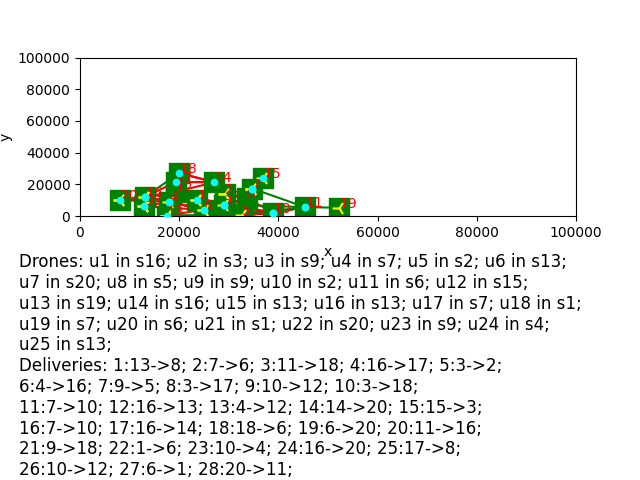 100000
80000
60000
y
40000
20000
0
15
19
0 20000 40000 60000 80000 100000
x
Drones: u1 in s16; u2 in s3; u3 in s9; u4 in s7; u5 in s2; u6 in s13;
u7 in s20; u8 in s5; u9 in s9; u10 in s2; u11 in s6; u12 in s15;
u13 in s19; u14 in s16; u15 in s13; u16 in s13; u17 in s7; u18 in s1;
u19 in s7; u20 in s6; u21 in s1; u22 in s20; u23 in s9; u24 in s4;
u25 in s13;
Deliveries: 1:13->8; 2:7->6; 3:11->18; 4:16->17; 5:3->2;
6:4->16; 7:9->5; 8:3->17; 9:10->12; 10:3->18;
11:7->10; 12:16->13; 13:4->12; 14:14->20; 15:15->3;
16:7->10; 17:16->14; 18:18->6; 19:6->20; 20:11->16;
21:9->18; 22:1->6; 23:10->4; 24:16->20; 25:17->8;
26:10->12; 27:6->1; 28:20->11;